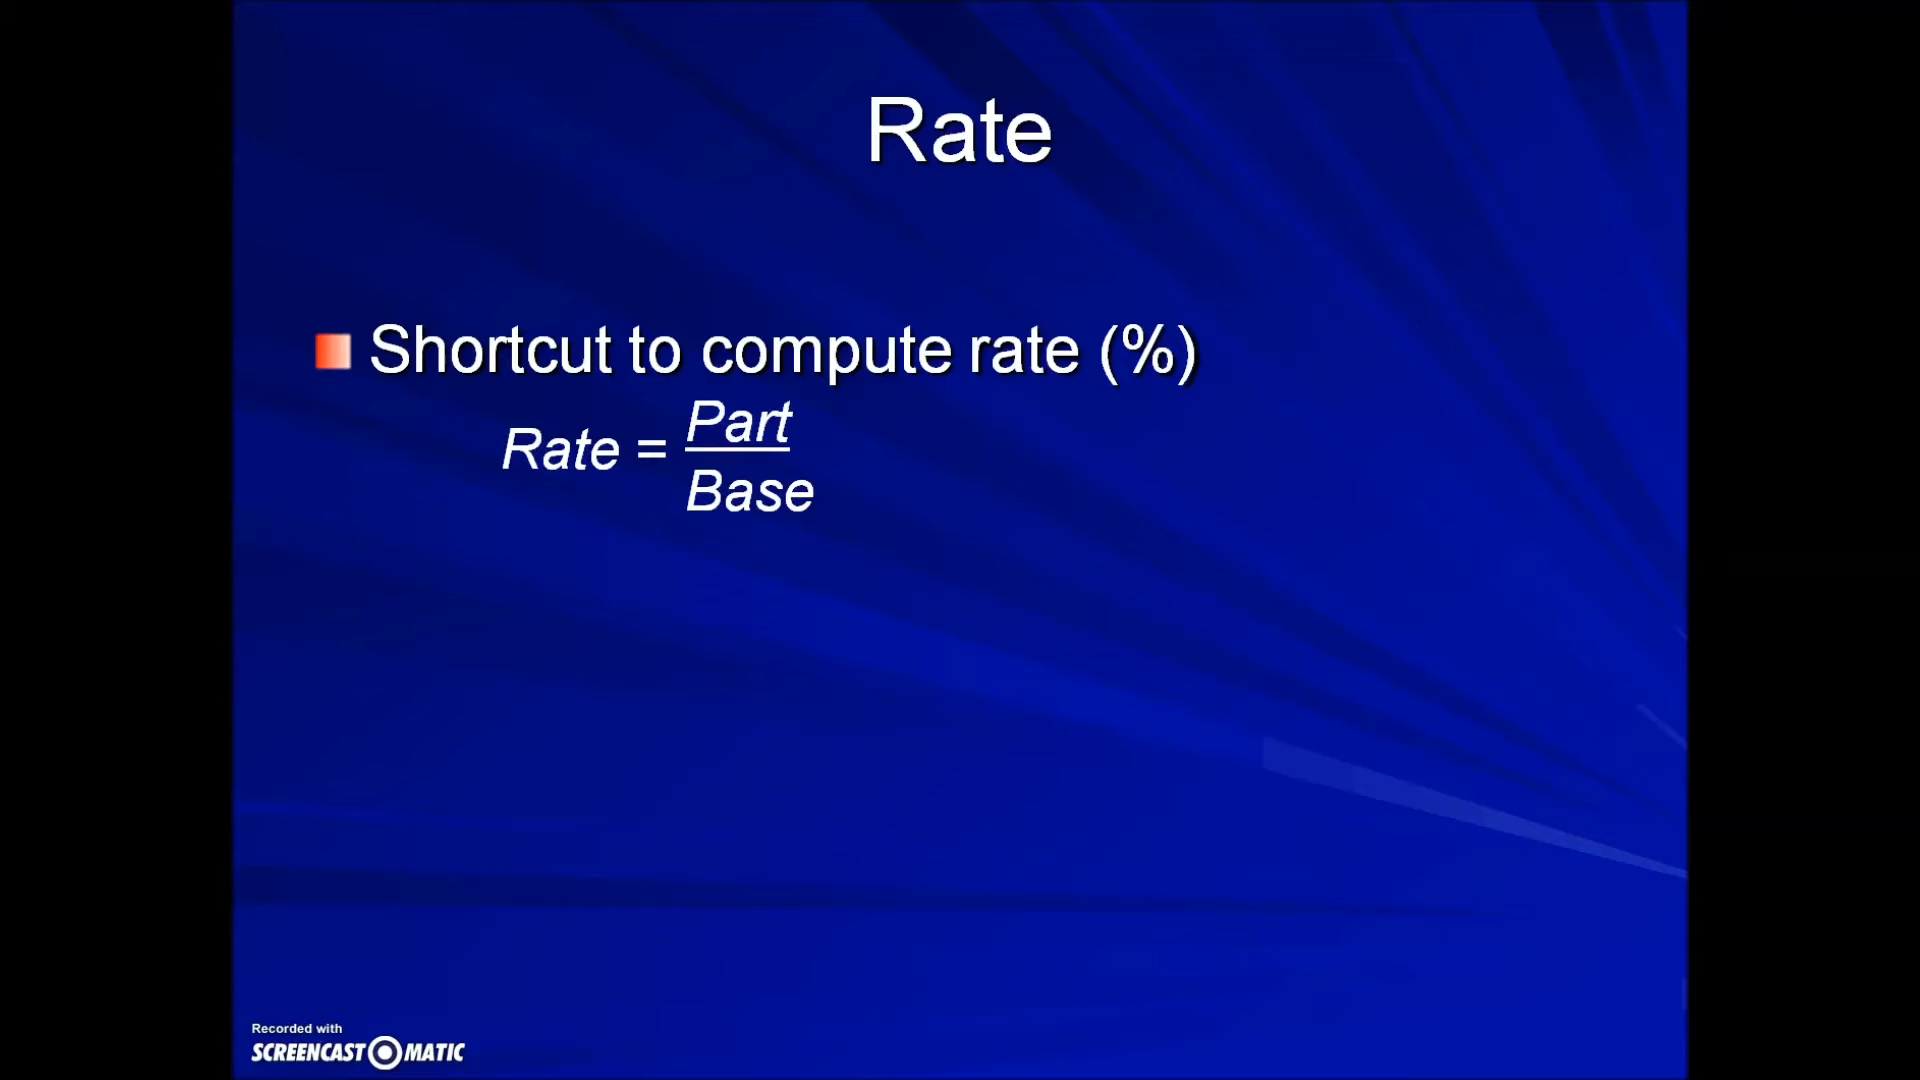 Rate
Shortcut to compute rate (%)
Rate = Part
Base
Recorded with
SCREENCAST MATIC